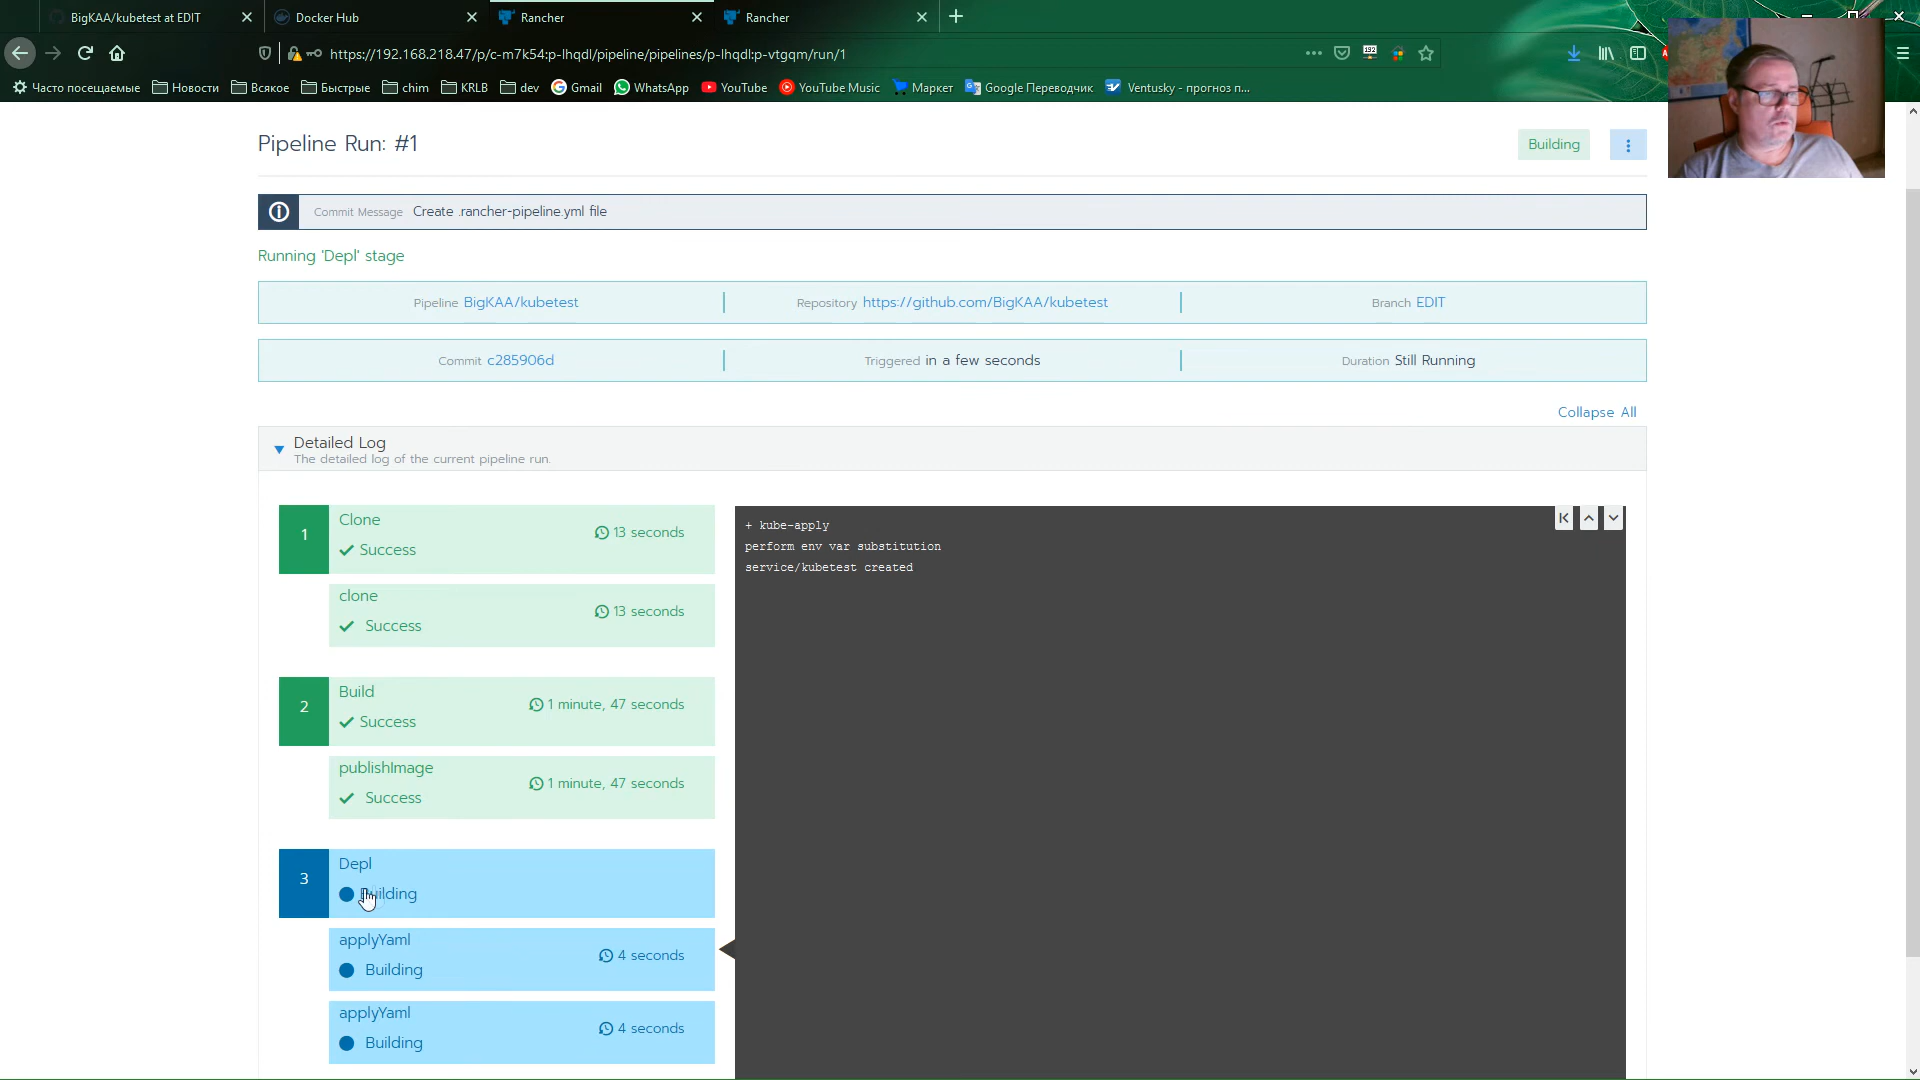 BigKAA/kubetest at EDIT
Docker Hub
Rancher
Rancher
https://192.168.218.47/p/c-m7k54:p-lhqdl/pipeline/pipelines/p-lhqdl:p-vtgqm/run/1
Часто посещаемые
Новости
Всякое
Быстрые
chim
KRLB
dev
Gmail
WhatsApp
YouTube
YouTube Music
Маркет
Google Переводчик
Ventusky - прогноз п...
Pipeline Run: #1
Building
Commit Message Create .rancher-pipeline.yml file
Running 'Depl' stage
Pipeline BigKAA/kubetest
Repository https://github.com/BigKAA/kubetest
Branch EDIT
Commit c285906d
Triggered in a few seconds
Duration Still Running
Collapse All
Detailed Log
The detailed log of the current pipeline run.
1
Clone
13 seconds
Success
clone
13 seconds
Success
2
Build
1 minute, 47 seconds
Success
publishImage
1 minute, 47 seconds
Success
3
Depl
Building
applyYaml
4 seconds
Building
applyYaml
4 seconds
Building
+ kube-apply
perform env var substitution
service/kubetest created